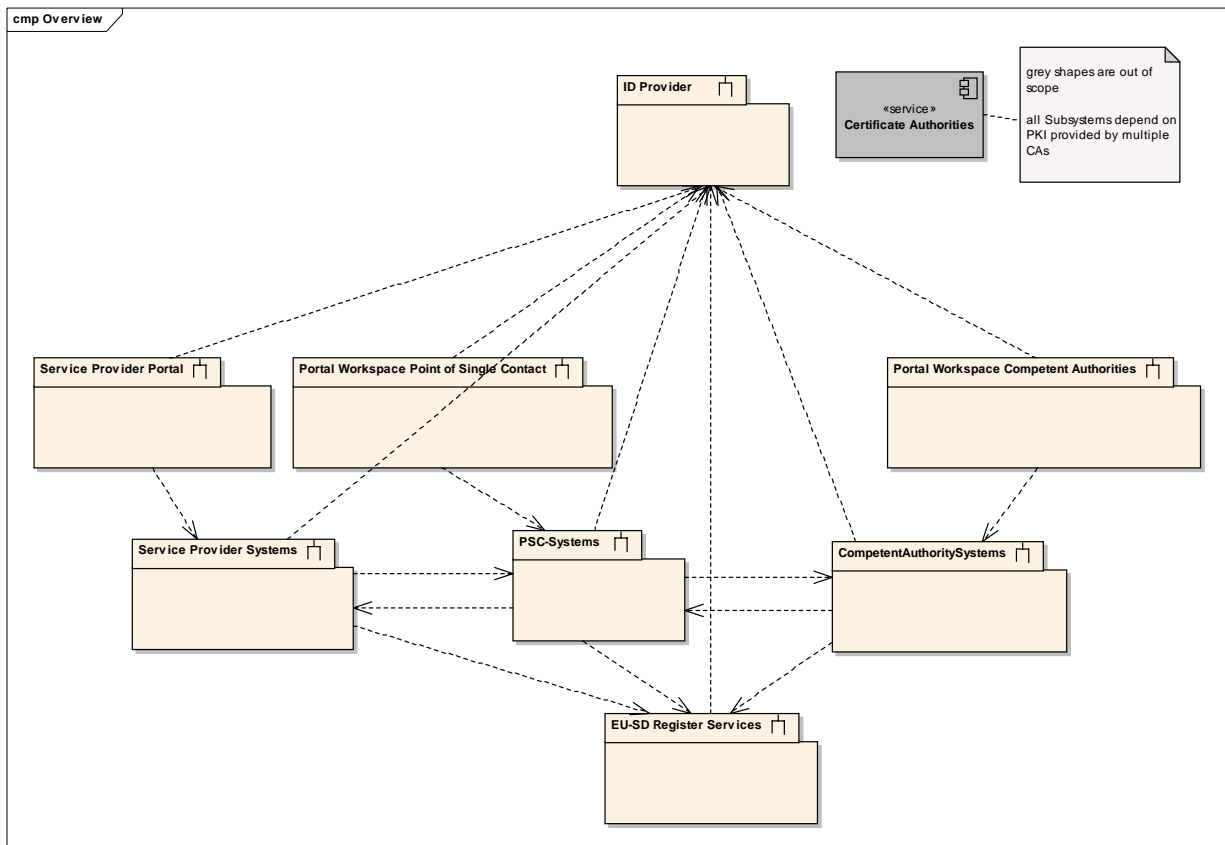 cmp Overview
ID Provider
«service»
Certificate Authorities
grey shapes are out of
scope
all Subsystems depend on
PKI provided by multiple
CAs
Service Provider Portal
Portal Workspace Point of Single Contact
Portal Workspace Competent Authorities
Service Provider Systems
PSC-Systems
CompetentAuthoritySystems
EU-SD Register Services